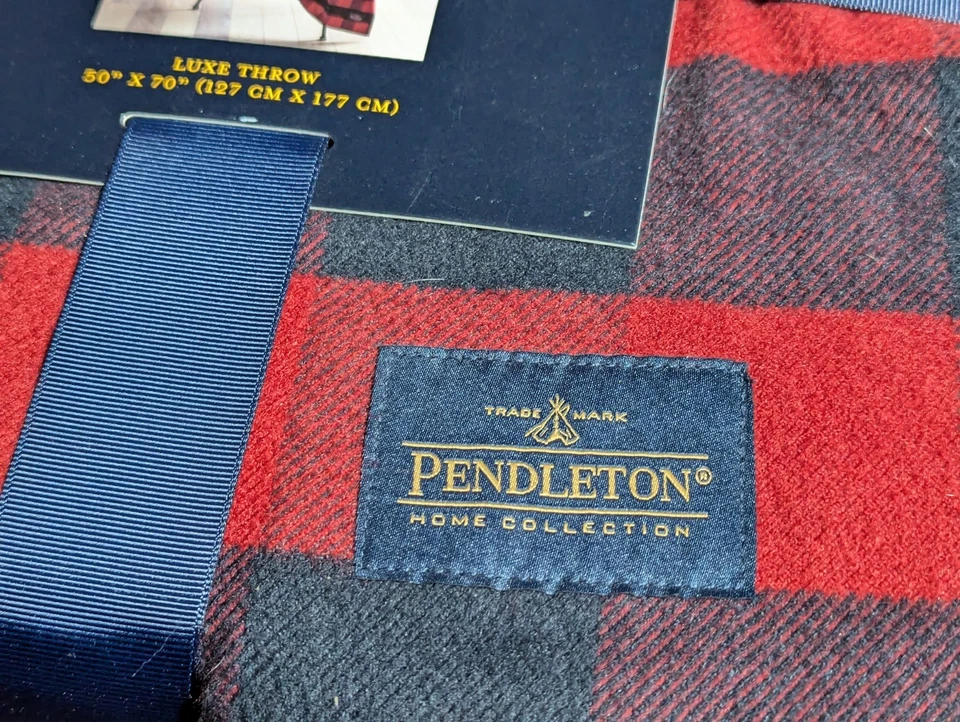 LUXE THROW
50" X 70" (127 CM X 177 CM)
TRADE MARK
PENDLETON®
HOME COLLECTION